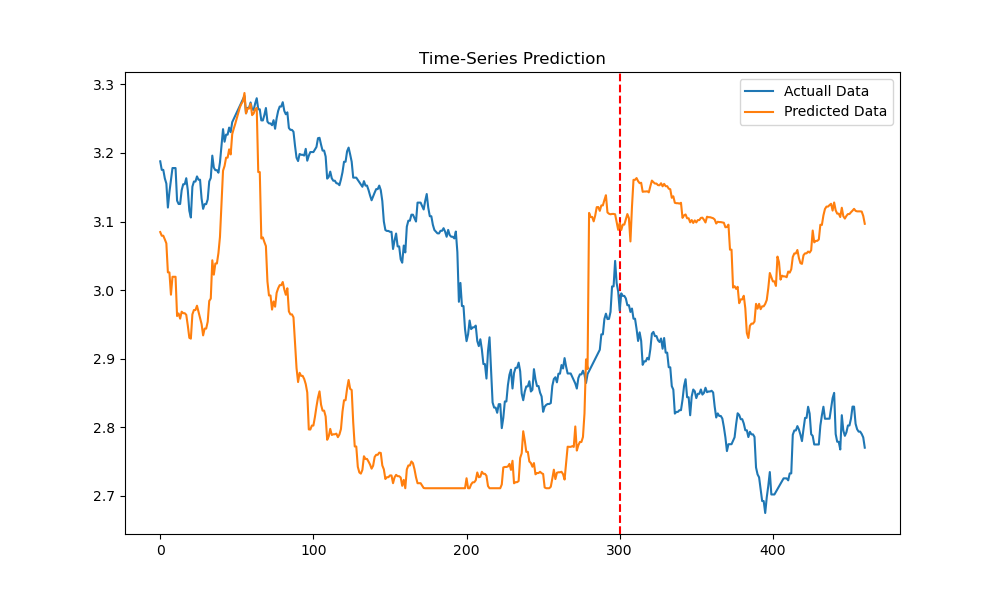 Time-Series Prediction
Actuall Data
Predicted Data
3.3
3.2
3.1
3.0
2.9
2.8
2.7
0 100 200 300 400